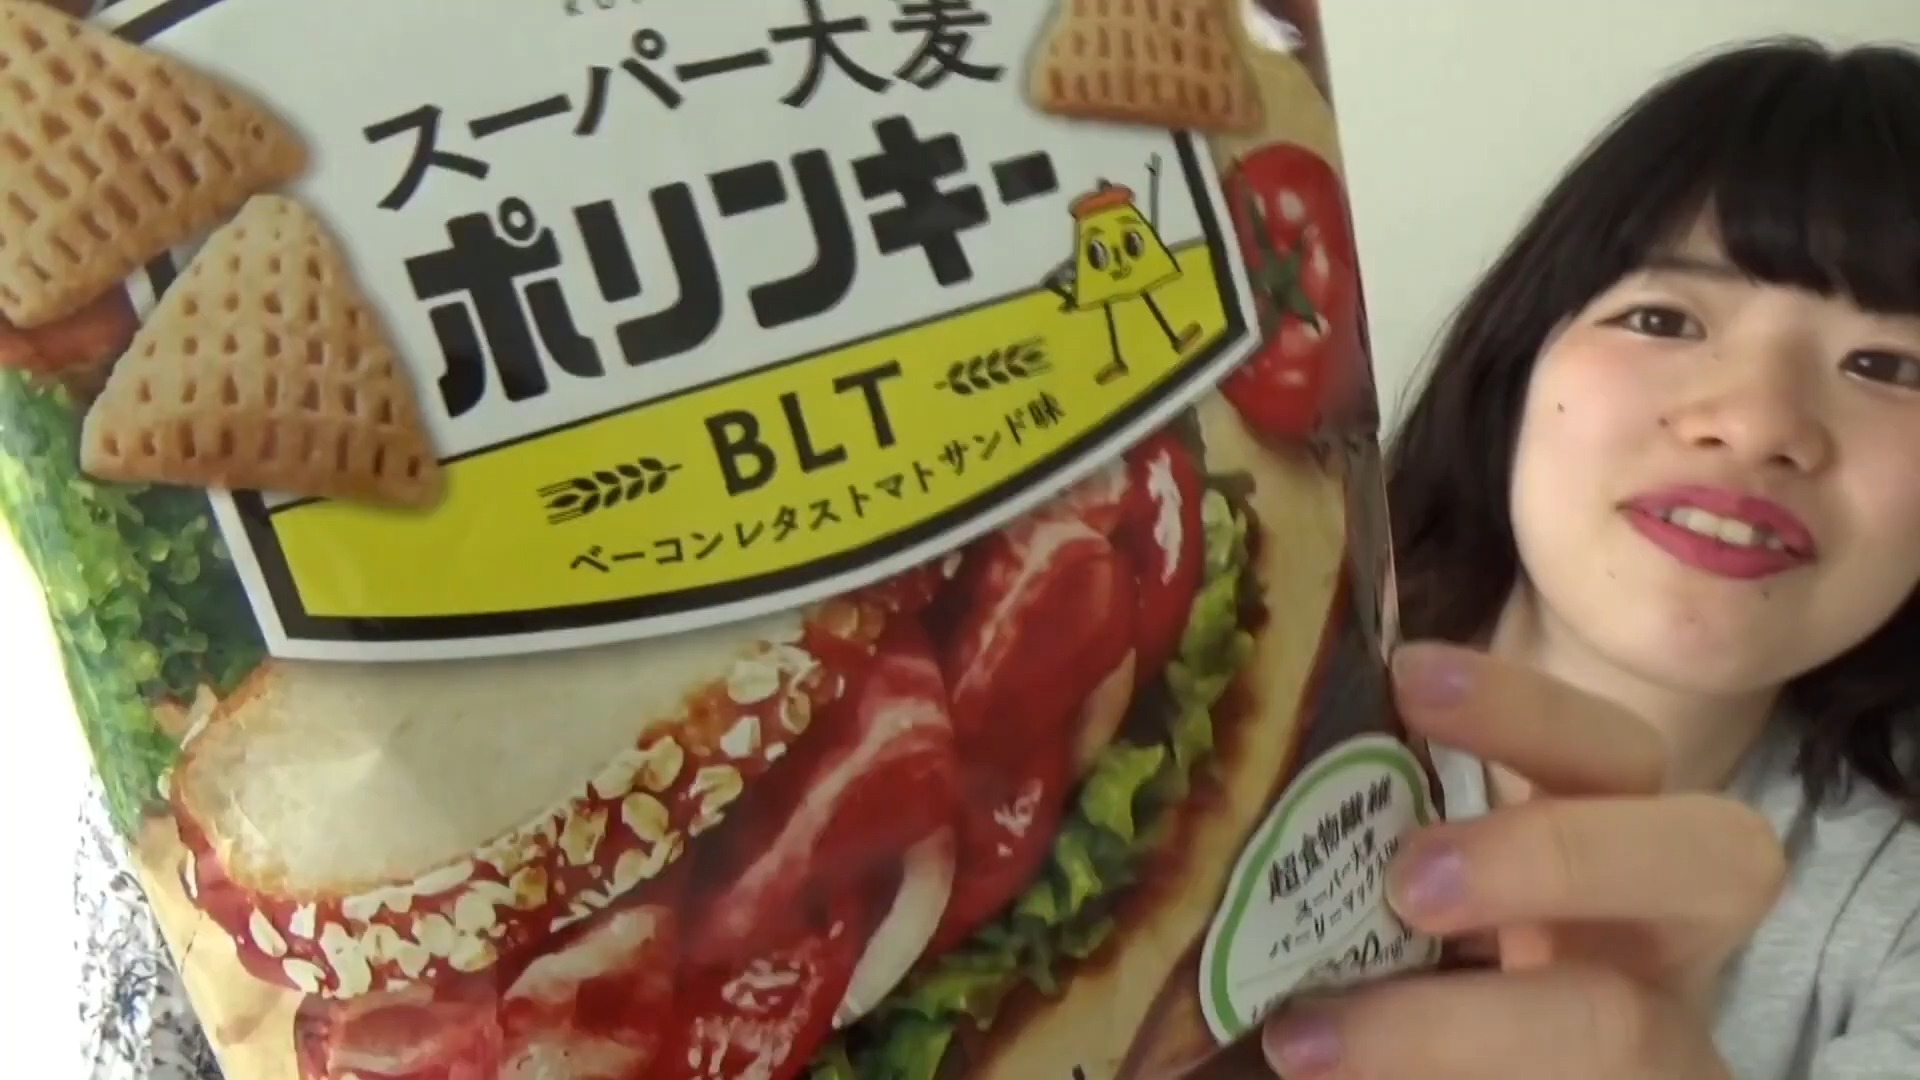 スーパー大麦
ポリンキー
BLT
ベーコンレタストマトサンド味
超食物繊維
スーパー大麦
バーリーマックス